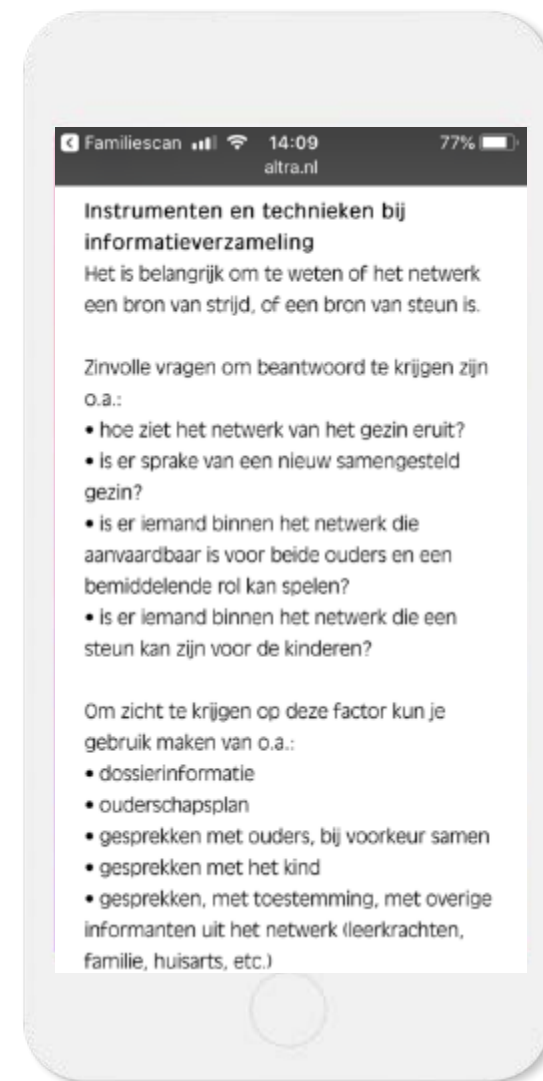 Familiescan 14:09 77%
altra.nl
Instrumenten en technieken bij
informatieverzameling
Het is belangrijk om te weten of het netwerk
een bron van strijd, of een bron van steun is.
Zinvolle vragen om beantwoord te krijgen zijn
o.a.:
• hoe ziet het netwerk van het gezin eruit?
• is er sprake van een nieuw samengesteld
gezin?
• is er iemand binnen het netwerk die
aanvaardbaar is voor beide ouders en een
bemiddelende rol kan spelen?
• is er iemand binnen het netwerk die een
steun kan zijn voor de kinderen?
Om zicht te krijgen op deze factor kun je
gebruik maken van o.a.:
• dossierinformatie
• ouderschapsplan
• gesprekken met ouders, bij voorkeur samen
• gesprekken met het kind
• gesprekken, met toestemming, met overige
informanten uit het netwerk (leerkrachten,
familie, huisarts, etc.)